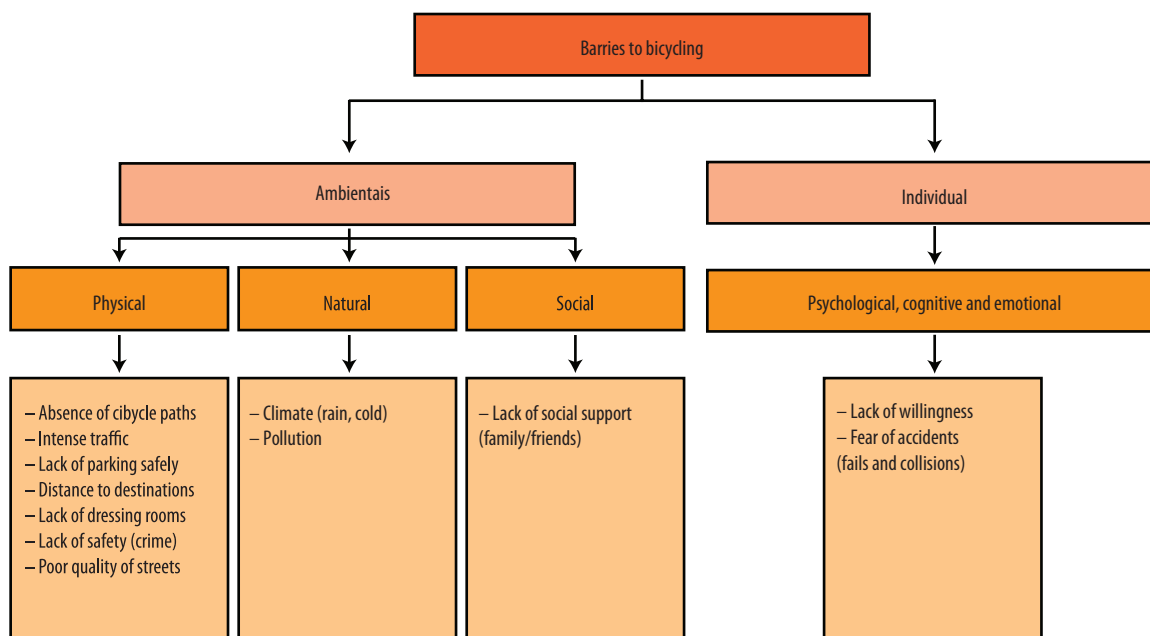 Barries to bicycling
Ambientais
Individual
Physical
Natural
Social
Psychological, cognitive and emotional
– Absence of cibycle paths
– Intense traffic
– Lack of parking safely
– Distance to destinations
– Lack of dressing rooms
– Lack of safety (crime)
– Poor quality of streets
– Climate (rain, cold)
– Pollution
– Lack of social support
(family/friends)
– Lack of willingness
– Fear of accidents
(fails and collisions)